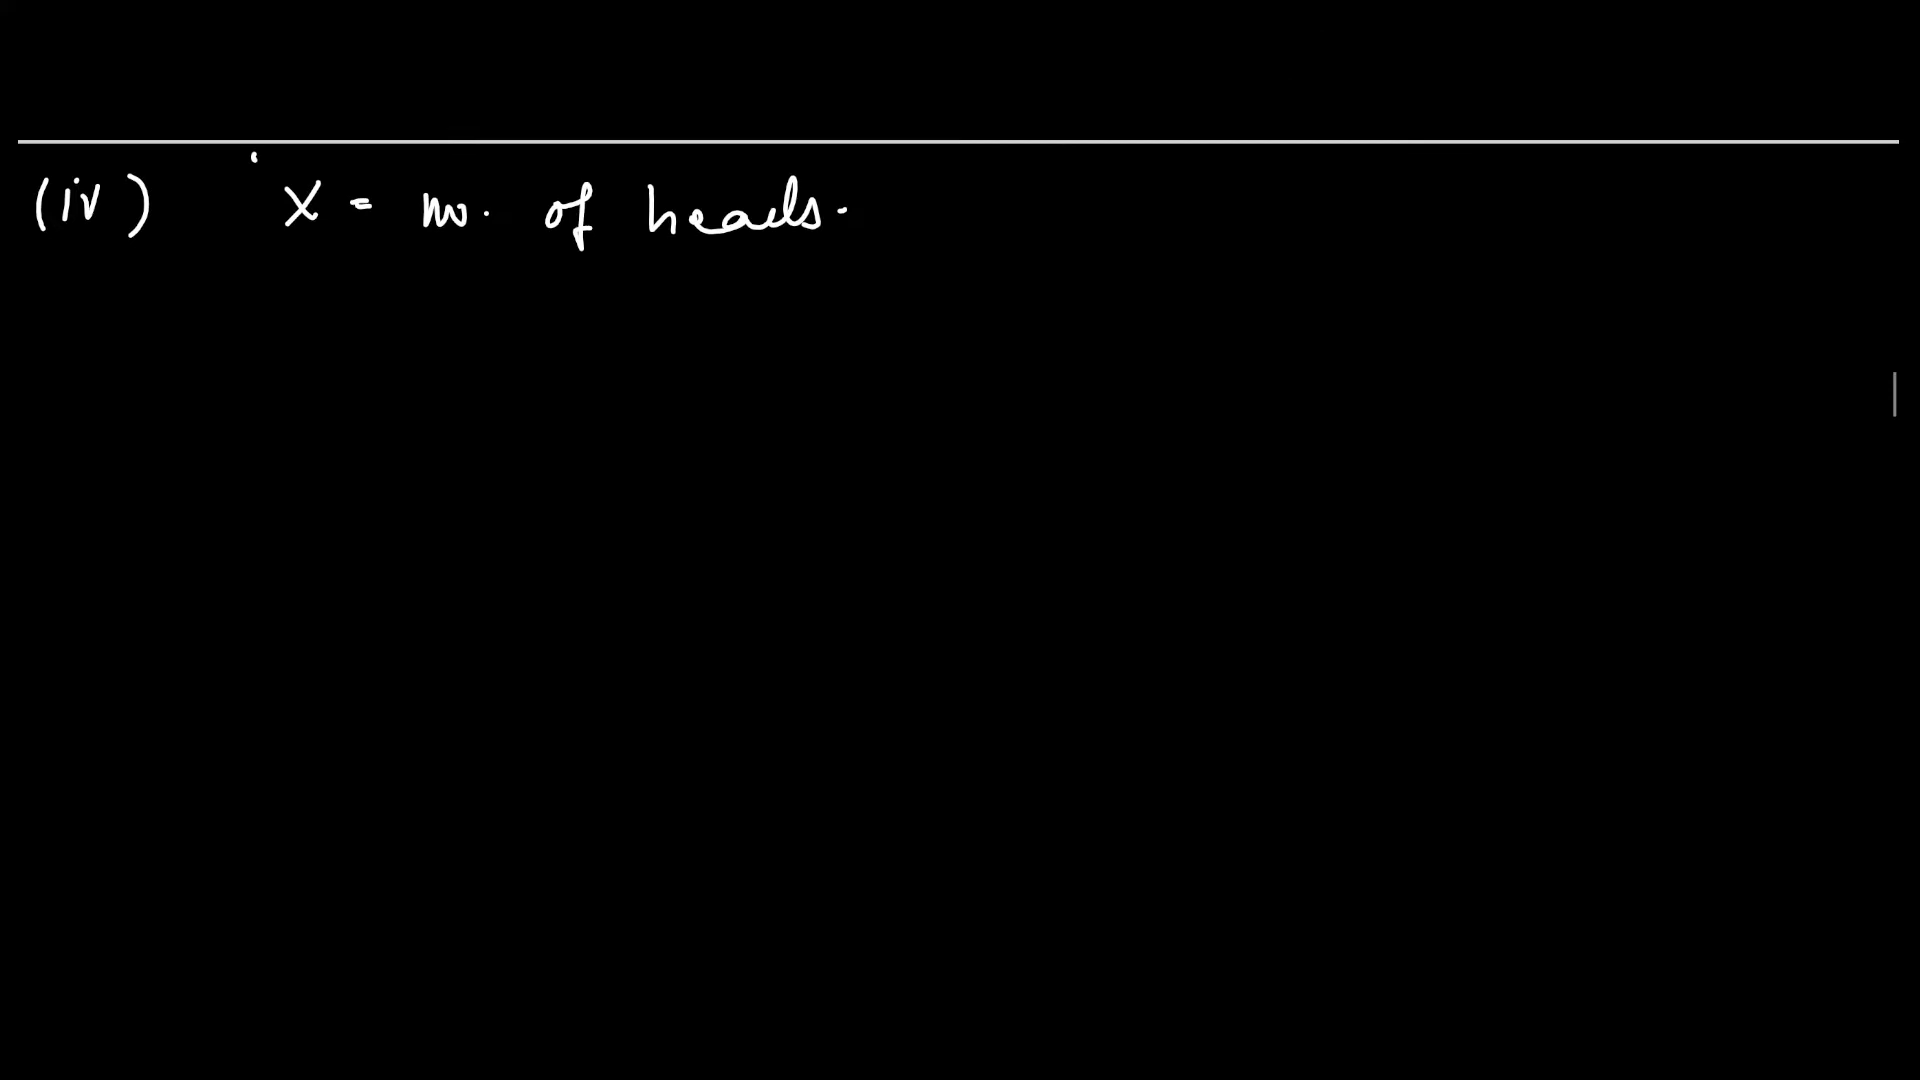 (iv) X = no. of heads.